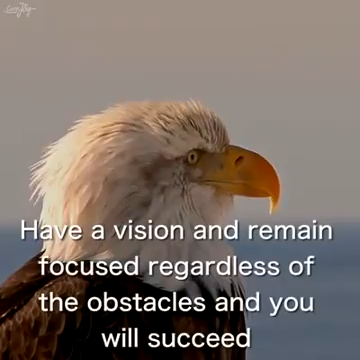 Have a vision and remain
focused regardless of
the obstacles and you
will succeed